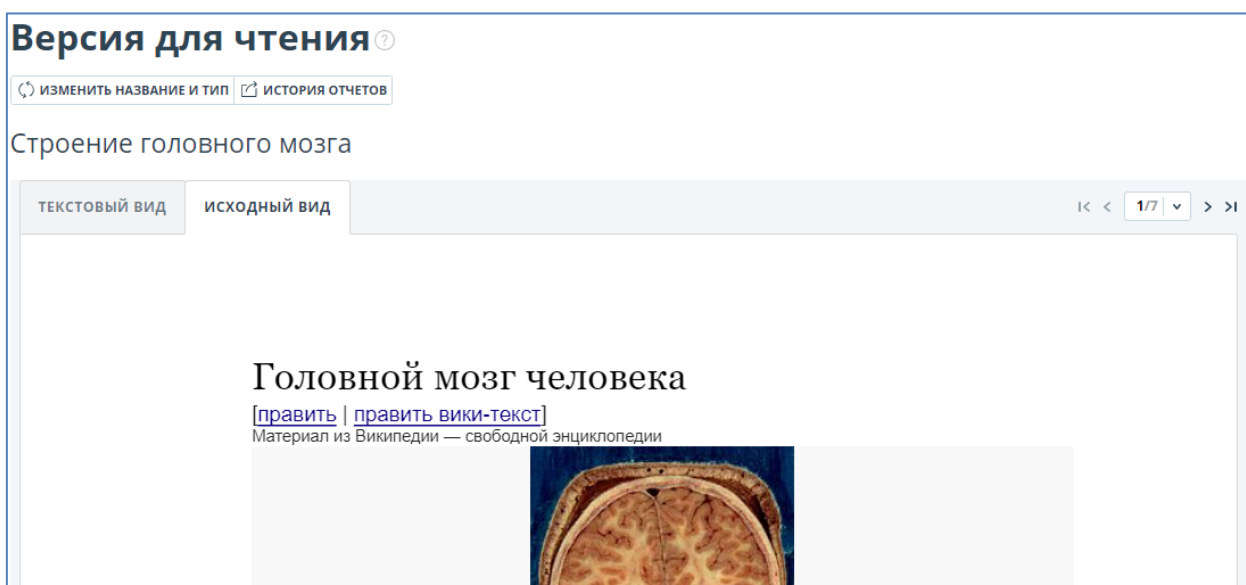 Версия для чтения ?
ИЗМЕНИТЬ НАЗВАНИЕ И ТИП ИСТОРИЯ ОТЧЕТОВ
Строение головного мозга
ТЕКСТОВЫЙ ВИД ИСХОДНЫЙ ВИД 1/7
Головной мозг человека
[править | править вики-текст]
Материал из Википедии — свободной энциклопедии